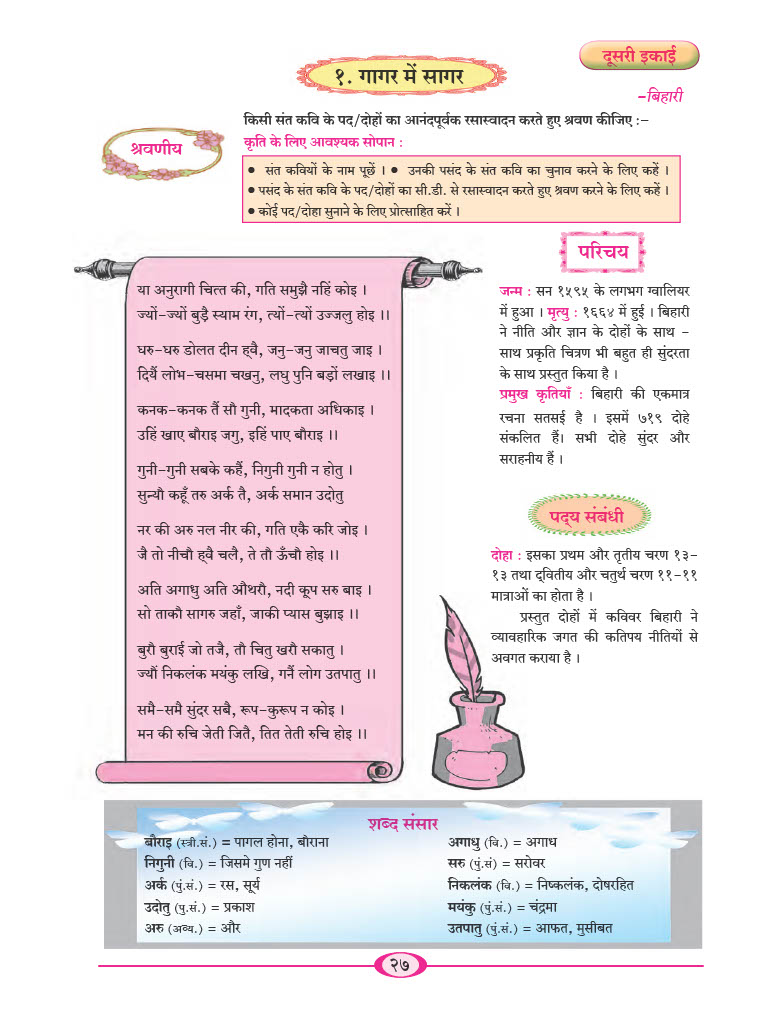 दूसरी इकाई
१. गागर में सागर
–बिहारी
श्रवणीय
किसी संत कवि के पद/दोहों का आनंदपूर्वक रसास्वादन करते हुए श्रवण कीजिए :–
कृति के लिए आवश्यक सोपान :
● संत कवियों के नाम पूछें । ● उनकी पसंद के संत कवि का चुनाव करने के लिए कहें ।
● पसंद के संत कवि के पद/दोहों का सी.डी. से रसास्वादन करते हुए श्रवण करने के लिए कहें ।
● कोई पद/दोहा सुनाने के लिए प्रोत्साहित करें ।
या अनुरागी चित्त की, गति समुझै नहिं कोइ ।
ज्यों-ज्यों बुड़ै स्याम रंग, त्यों-त्यों उज्जलु होइ ।।
घरु-घरु डोलत दीन ह्वै, जनु-जनु जाचतु जाइ ।
दियैं लोभ-चसमा चखनु, लघु पुनि बड़ों लखाइ ।।
कनक-कनक तैं सौ गुनी, मादकता अधिकाइ ।
उहिं खाए बौराइ जगु, इहिं पाए बौराइ ।।
गुनी-गुनी सबके कहैं, निगुनी गुनी न होतु ।
सुन्यौ कहूँ तरु अर्क तै, अर्क समान उदोतु
नर की अरु नल नीर की, गति एकै करि जोइ ।
जै तो नीचौ ह्वै चलै, ते तौ ऊँचौ होइ ।।
अति अगाधु अति औथरौ, नदी कूप सरु बाइ ।
सो ताकौ सागरु जहाँ, जाकी प्यास बुझाइ ।।
बुरौ बुराई जो तजै, तौ चितु खरौ सकातु ।
ज्यौं निकलंक मयंकु लखि, गनैं लोग उतपातु ।।
समै-समै सुंदर सबै, रूप-कुरूप न कोइ ।
मन की रुचि जेती जितै, तित तेती रुचि होइ ।।
परिचय
जन्म : सन १५९५ के लगभग ग्वालियर
में हुआ । मृत्यु : १६६४ में हुई । बिहारी
ने नीति और ज्ञान के दोहों के साथ –
साथ प्रकृति चित्रण भी बहुत ही सुंदरता
के साथ प्रस्तुत किया है ।
प्रमुख कृतियाँ : बिहारी की एकमात्र
रचना सतसई है । इसमें ७१९ दोहे
संकलित हैं। सभी दोहे सुंदर और
सराहनीय हैं ।
पद्य संबंधी
दोहा : इसका प्रथम और तृतीय चरण १३-
१३ तथा द्वितीय और चतुर्थ चरण ११-११
मात्राओं का होता है ।
प्रस्तुत दोहों में कविवर बिहारी ने
व्यावहारिक जगत की कतिपय नीतियों से
अवगत कराया है ।
शब्द संसार
बौराइ (स्त्री.सं.) = पागल होना, बौराना
निगुनी (वि.) = जिसमे गुण नहीं
अर्क (पुं.सं.) = रस, सूर्य
उदोतु (पु.सं.) = प्रकाश
अरु (अव्य.) = और
अगाधु (वि.) = अगाध
सरु (पुं.सं) = सरोवर
निकलंक (वि.) = निष्कलंक, दोषरहित
मयंकु (पुं.सं.) = चंद्रमा
उतपातु (पुं.सं.) = आफत, मुसीबत
२७